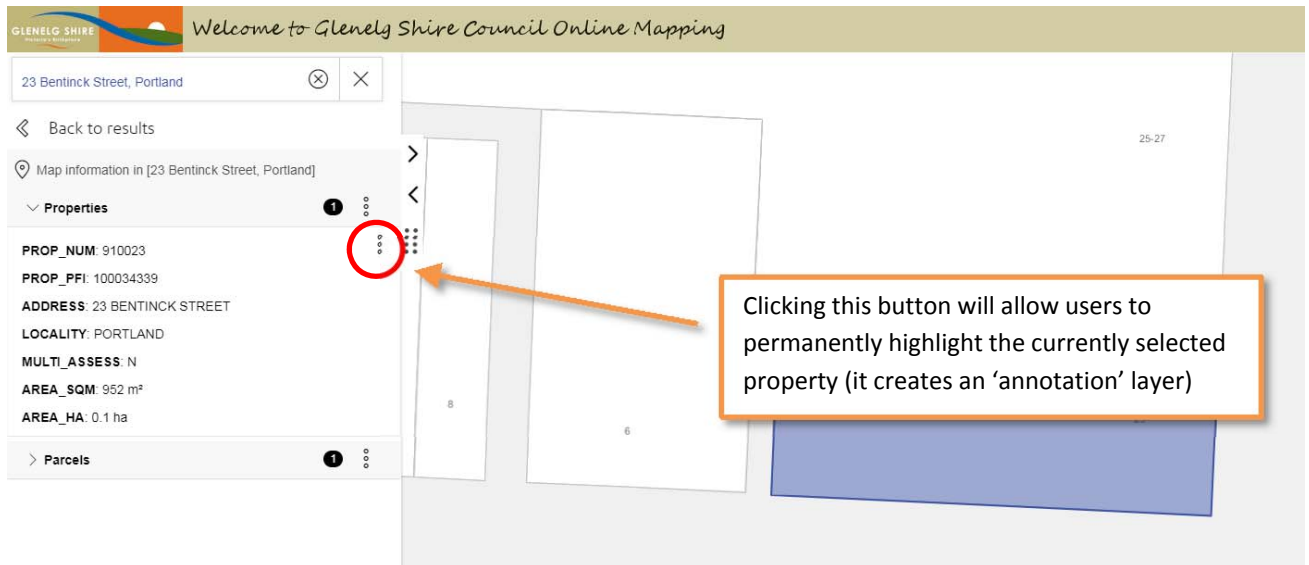 GLENELG SHIRE
Welcome to Glenelg Shire Council Online Mapping
23 Bentinck Street, Portland
Back to results
Map information in [23 Bentinck Street, Portland]
Properties 1
PROP_NUM: 910023
PROP_PFI: 100034339
ADDRESS: 23 BENTINCK STREET
LOCALITY: PORTLAND
MULTI_ASSESS: N
AREA_SQM: 952 m²
AREA_HA: 0.1 ha
Parcels 1
25-27
Clicking this button will allow users to
permanently highlight the currently selected
property (it creates an ‘annotation’ layer)
8
6